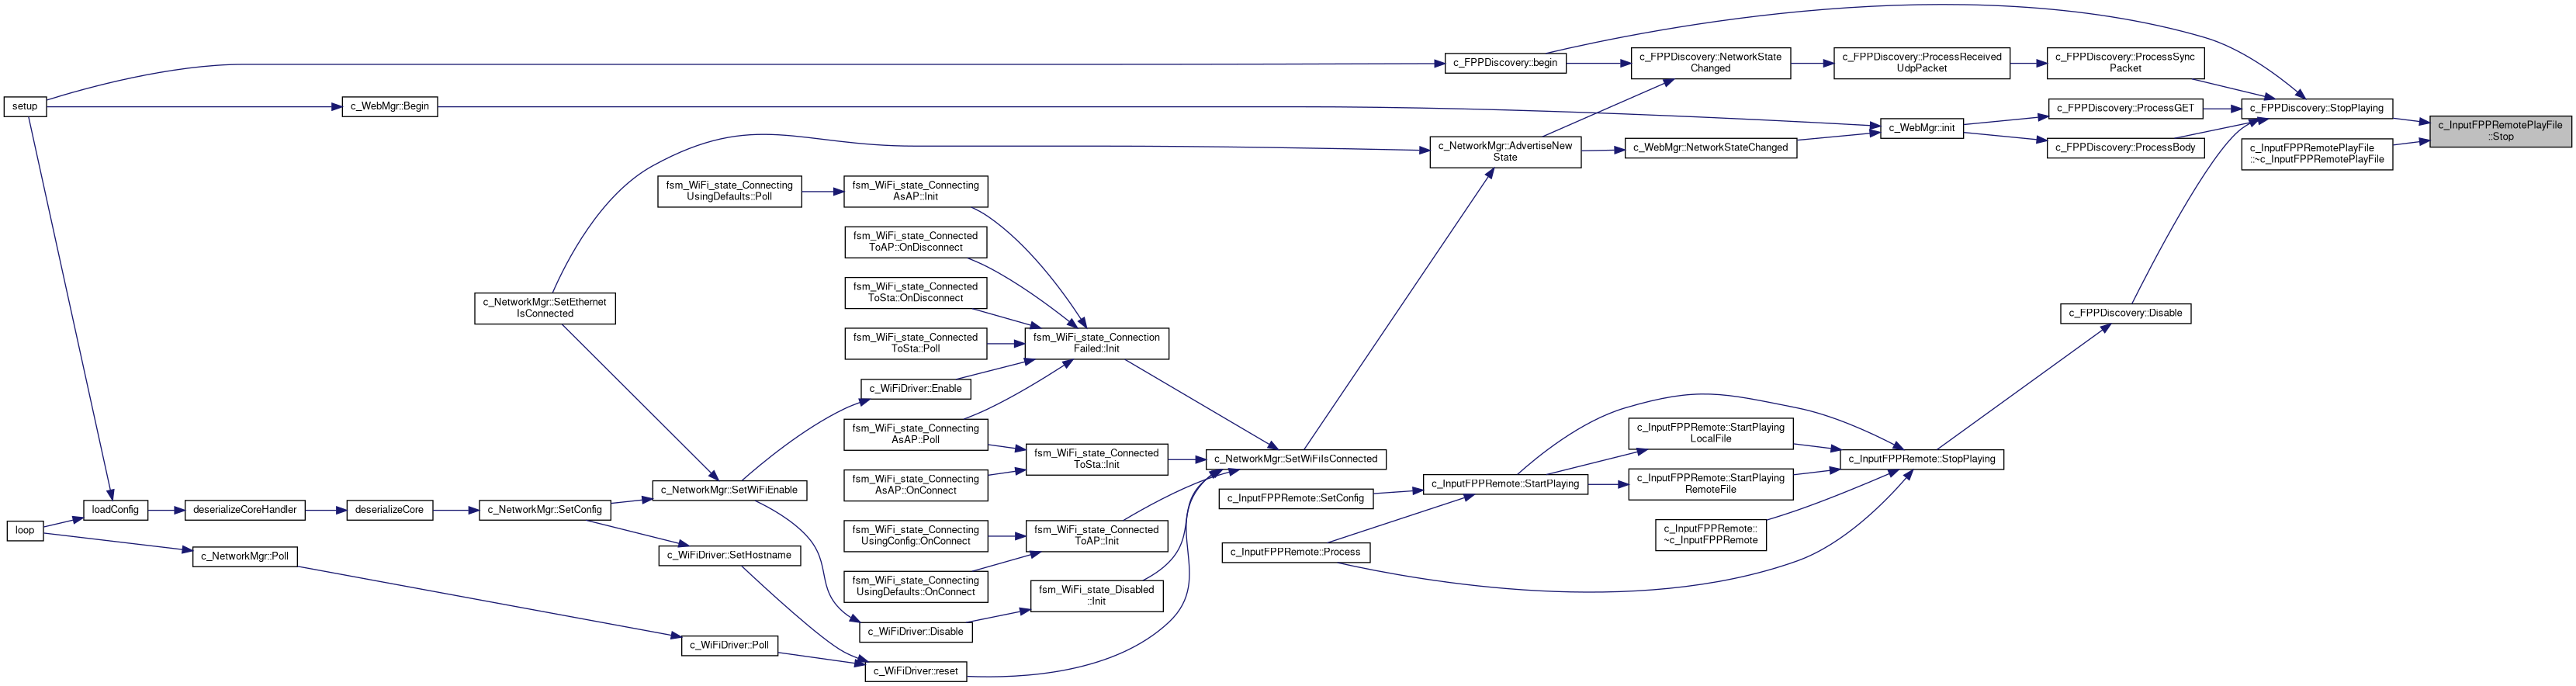 c_FPPDiscovery::begin
c_FPPDiscovery::NetworkState
Changed
c_FPPDiscovery::ProcessReceived
UdpPacket
c_FPPDiscovery::ProcessSync
Packet
setup
c_WebMgr::Begin
c_FPPDiscovery::ProcessGET
c_FPPDiscovery::StopPlaying
c_InputFPPRemotePlayFile
::Stop
c_WebMgr::init
c_NetworkMgr::AdvertiseNew
State
c_WebMgr::NetworkStateChanged
c_FPPDiscovery::ProcessBody
c_InputFPPRemotePlayFile
::~c_InputFPPRemotePlayFile
fsm_WiFi_state_Connecting
UsingDefaults::Poll
fsm_WiFi_state_Connecting
AsAP::Init
fsm_WiFi_state_Connected
ToAP::OnDisconnect
fsm_WiFi_state_Connected
ToSta::OnDisconnect
c_NetworkMgr::SetEthernet
IsConnected
c_FPPDiscovery::Disable
fsm_WiFi_state_Connected
ToSta::Poll
fsm_WiFi_state_Connection
Failed::Init
c_WiFiDriver::Enable
fsm_WiFi_state_Connecting
AsAP::Poll
c_InputFPPRemote::StartPlaying
LocalFile
fsm_WiFi_state_Connected
ToSta::Init
c_NetworkMgr::SetWiFiIsConnected
c_InputFPPRemote::StopPlaying
fsm_WiFi_state_Connecting
AsAP::OnConnect
c_InputFPPRemote::StartPlaying
c_InputFPPRemote::StartPlaying
RemoteFile
c_NetworkMgr::SetWiFiEnable
c_InputFPPRemote::SetConfig
loadConfig
deserializeCoreHandler
deserializeCore
c_NetworkMgr::SetConfig
loop
fsm_WiFi_state_Connecting
UsingConfig::OnConnect
fsm_WiFi_state_Connected
ToAP::Init
c_InputFPPRemote::
~c_InputFPPRemote
c_NetworkMgr::Poll
c_WiFiDriver::SetHostname
c_InputFPPRemote::Process
fsm_WiFi_state_Connecting
UsingDefaults::OnConnect
fsm_WiFi_state_Disabled
::Init
c_WiFiDriver::Disable
c_WiFiDriver::Poll
c_WiFiDriver::reset